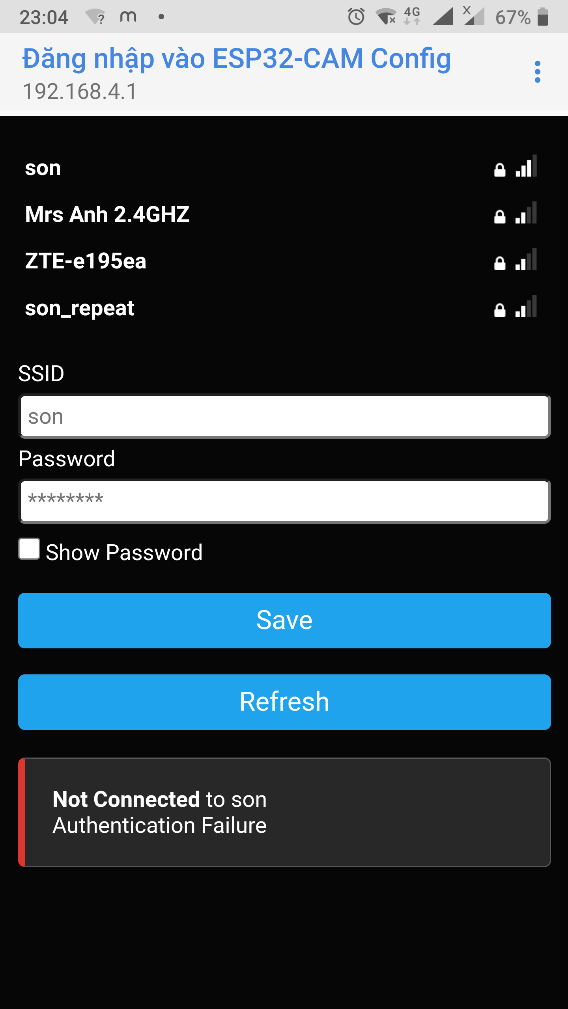 23:04 ? m 4G X 67%
Đăng nhập vào ESP32-CAM Config
192.168.4.1
son
Mrs Anh 2.4GHZ
ZTE-e195ea
son_repeat
SSID
son
Password
********
Show Password
Save
Refresh
Not Connected to son
Authentication Failure